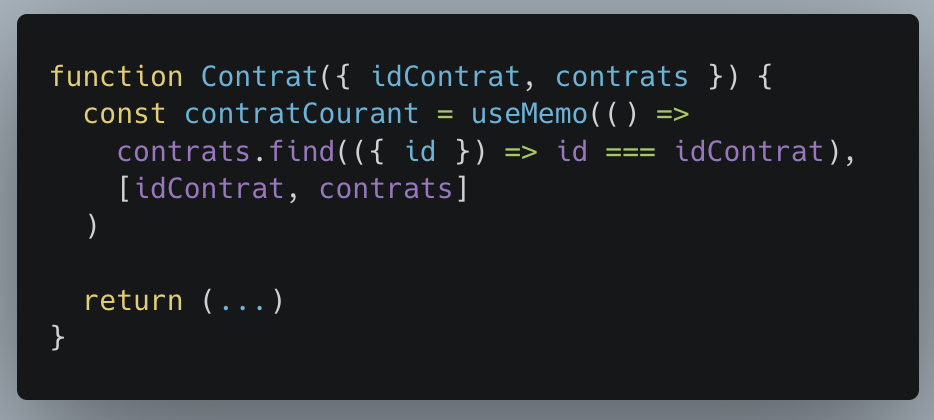 function Contrat({ idContrat, contrats }) {
  const contratCourant = useMemo(() =>
    contrats.find(({ id }) => id === idContrat),
    [idContrat, contrats]
  )

  return (...)
}